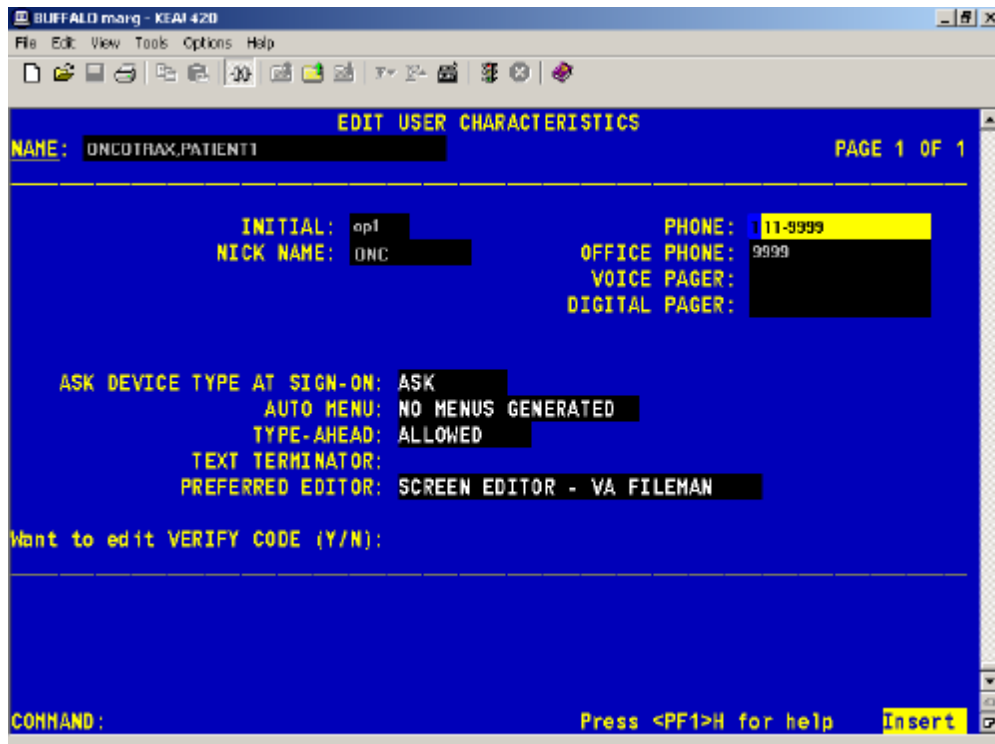 BUFFALO marg - KEA! 420
File Edit View Tools Options Help
EDIT USER CHARACTERISTICS
NAME: ONCOTRAX,PATIENT1 PAGE 1 OF 1
INITIAL: op1 PHONE: 111-9999
NICK NAME: ONC OFFICE PHONE: 9999
VOICE PAGER:
DIGITAL PAGER:
ASK DEVICE TYPE AT SIGN-ON: ASK
AUTO MENU: NO MENUS GENERATED
TYPE-AHEAD: ALLOWED
TEXT TERMINATOR:
PREFERRED EDITOR: SCREEN EDITOR - VA FILEMAN
Want to edit VERIFY CODE (Y/N):
COMMAND: Press <PF1>H for help Insert